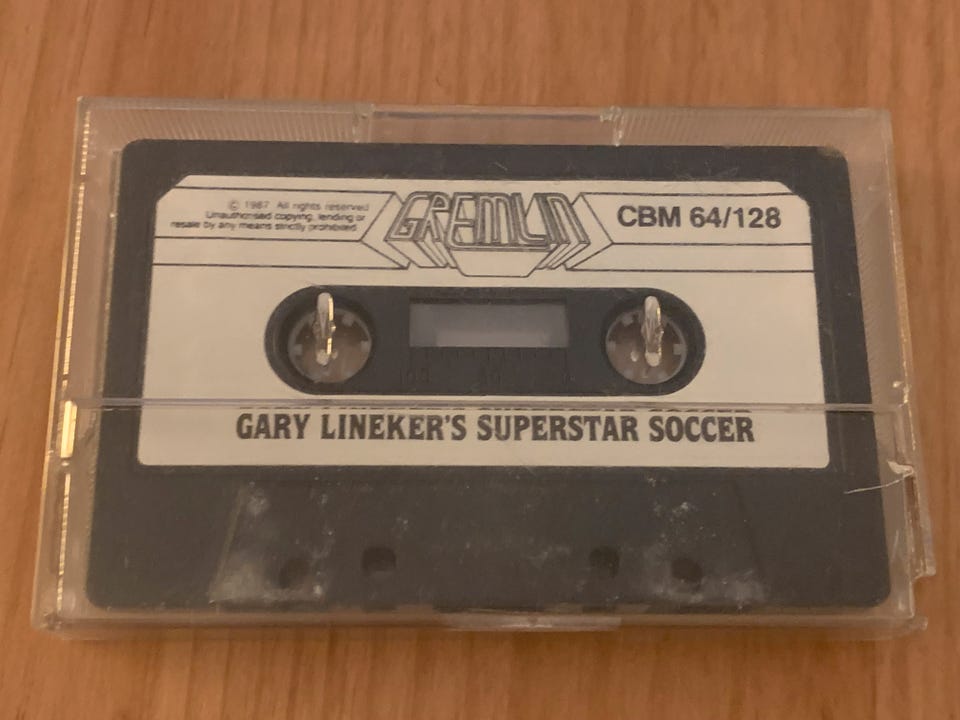 © 1987 All rights reserved
Unauthorised copying, lending or
resale by any means strictly prohibited
GREMLIN
CBM 64/128
GARY LINEKER'S SUPERSTAR SOCCER